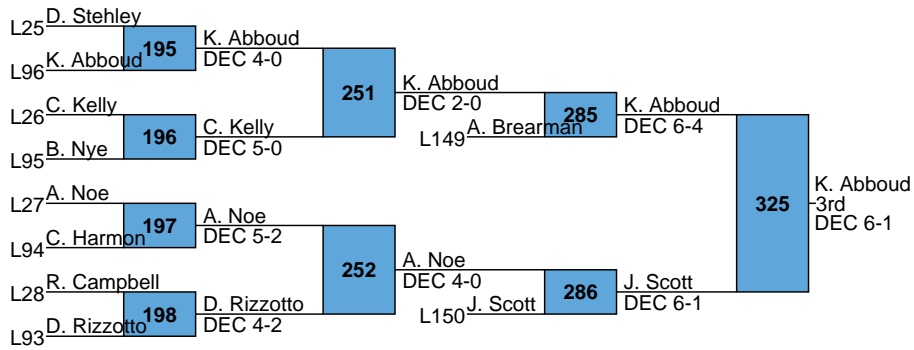 L25 D. Stehley
195
L96 K. Abboud
K. Abboud
DEC 4-0
L26 C. Kelly
196
L95 B. Nye
C. Kelly
DEC 5-0
251
K. Abboud
DEC 2-0
L27 A. Noe
197
L94 C. Harmon
A. Noe
DEC 5-2
L28 R. Campbell
198
L93 D. Rizzotto
D. Rizzotto
DEC 4-2
252
A. Noe
DEC 4-0
285
L149 A. Brearman
K. Abboud
DEC 6-4
286
L150 J. Scott
J. Scott
DEC 6-1
325
K. Abboud
3rd
DEC 6-1